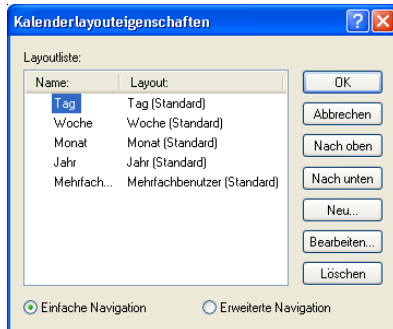 Kalenderlayouteigenschaften
Layoutliste:
Name: Layout:
Tag Tag (Standard)
Woche Woche (Standard)
Monat Monat (Standard)
Jahr Jahr (Standard)
Mehrfach... Mehrfachbenutzer (Standard)
OK
Abbrechen
Nach oben
Nach unten
Neu...
Bearbeiten...
Löschen
Einfache Navigation Erweiterte Navigation